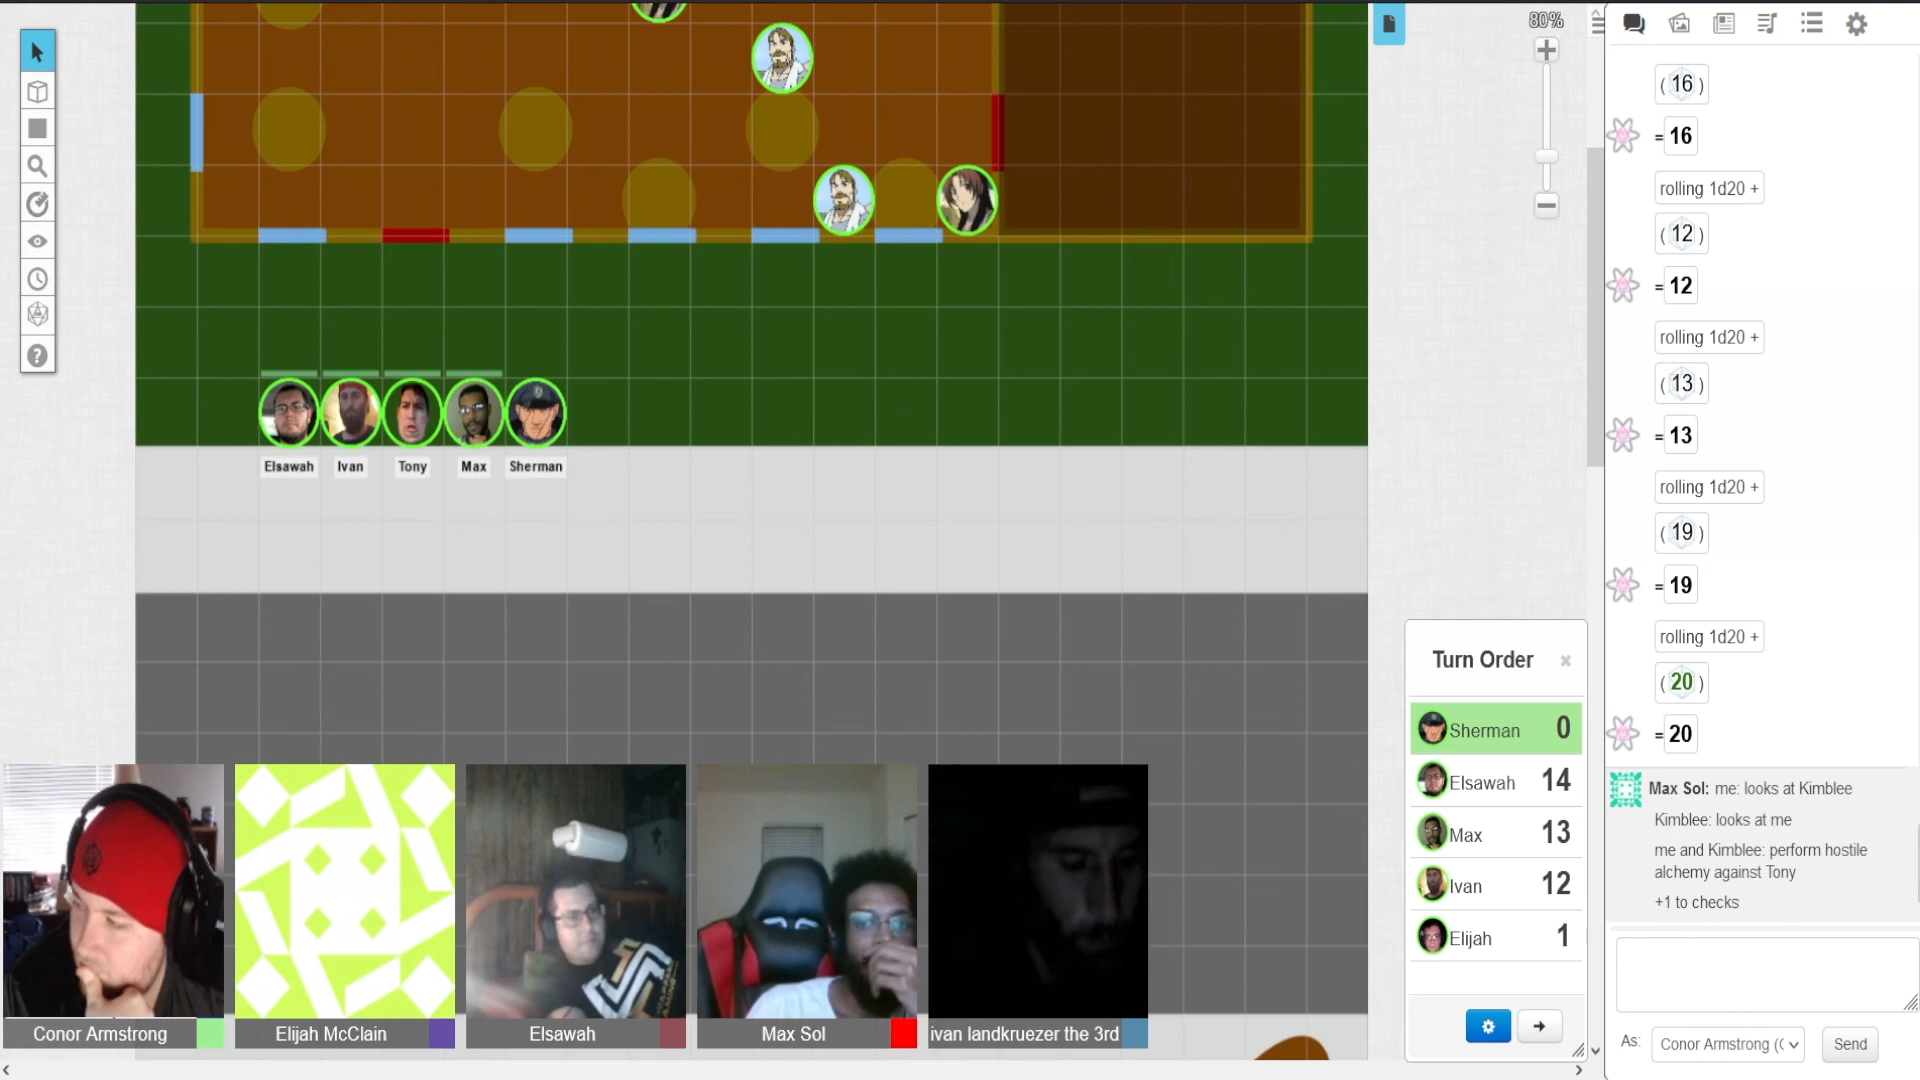 80%
(16)
= 16
rolling 1d20 +
(12)
= 12
rolling 1d20 +
(13)
= 13
rolling 1d20 +
(19)
= 19
rolling 1d20 +
(20)
= 20
Max Sol: me: looks at Kimblee
Kimblee: looks at me
me and Kimblee: perform hostile
alchemy against Tony
+1 to checks
As: Conor Armstrong (
Send
Elsawah Ivan Tony Max Sherman
Turn Order ×
Sherman 0
Elsawah 14
Max 13
Ivan 12
Elijah 1
Conor Armstrong
Elijah McClain
Elsawah
Max Sol
ivan landkruezer the 3rd